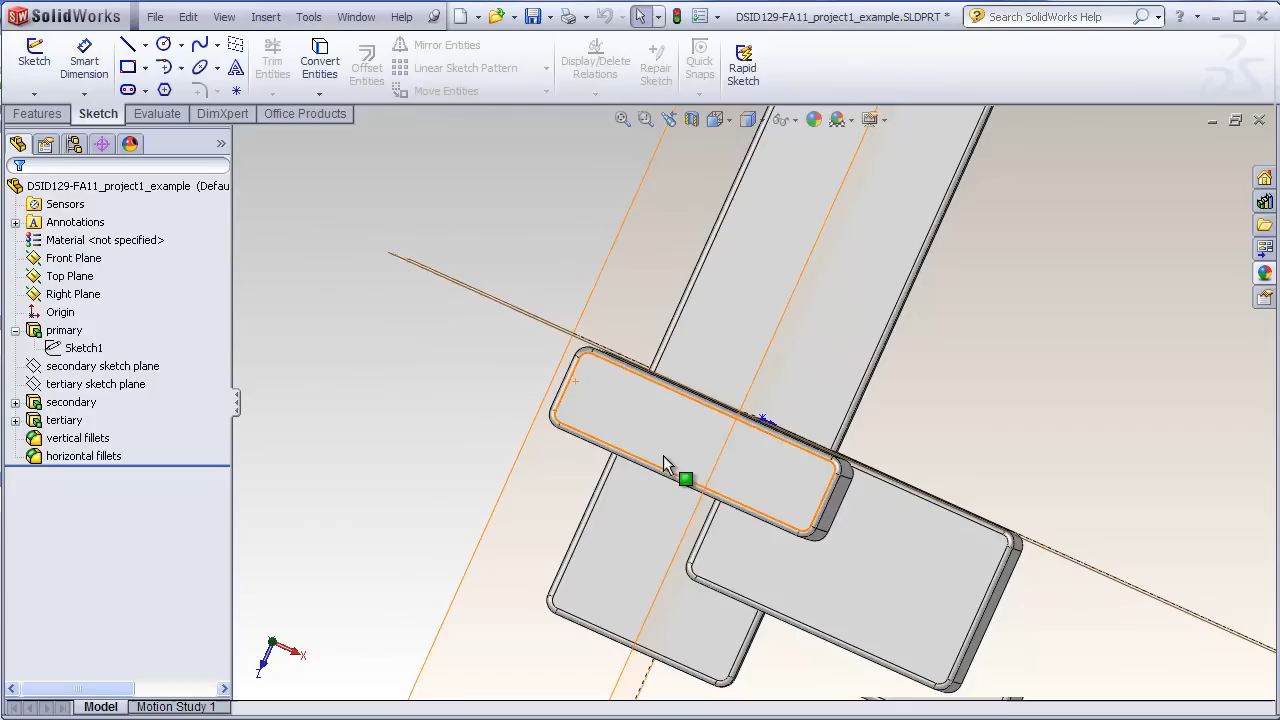 SolidWorks
File Edit View Insert Tools Window Help
DSID129-FA11_project1_example.SLDPRT *
Search SolidWorks Help
Sketch
Smart Dimension
Trim Entities
Convert Entities
Offset Entities
Mirror Entities
Linear Sketch Pattern
Move Entities
Display/Delete Relations
Repair Sketch
Quick Snaps
Rapid Sketch
Features Sketch Evaluate DimXpert Office Products
DSID129-FA11_project1_example (Defau
Sensors
Annotations
Material <not specified>
Front Plane
Top Plane
Right Plane
Origin
primary
Sketch1
secondary sketch plane
tertiary sketch plane
secondary
tertiary
vertical fillets
horizontal fillets
X
Z
Model Motion Study 1